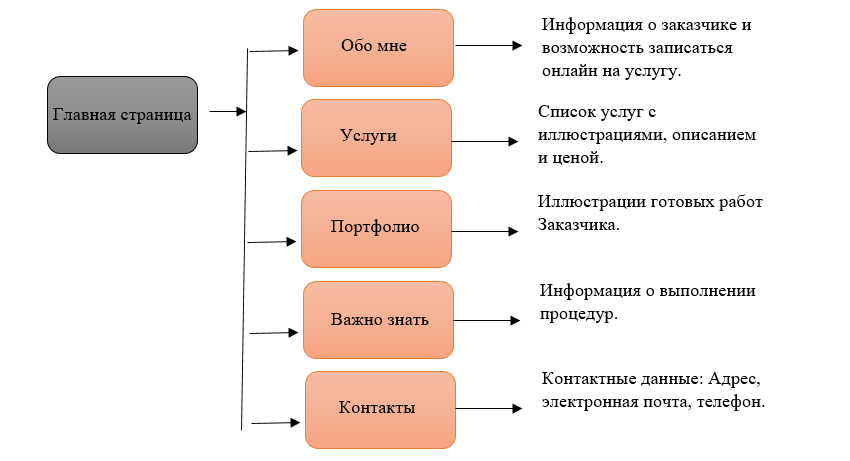 Главная страница
Обо мне
Информация о заказчике и
возможность записаться
онлайн на услугу.
Услуги
Список услуг с
иллюстрациями, описанием
и ценой.
Портфолио
Иллюстрации готовых работ
Заказчика.
Важно знать
Информация о выполнении
процедур.
Контакты
Контактные данные: Адрес,
электронная почта, телефон.